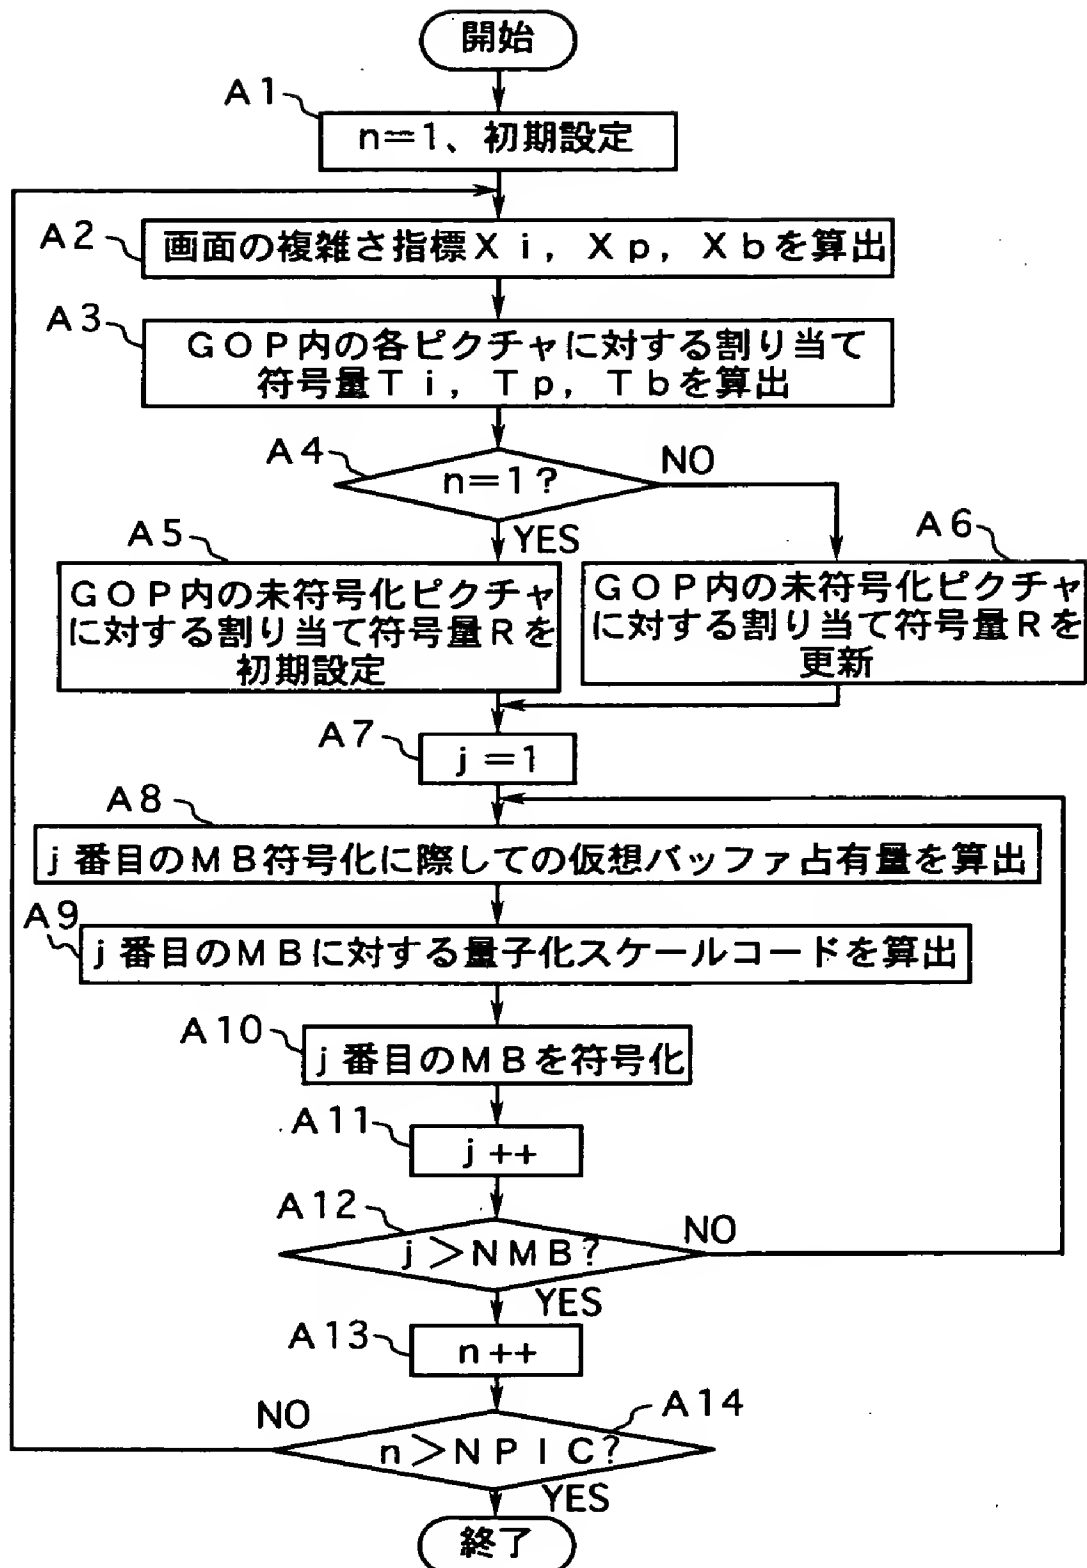 開始
A1
n=1、初期設定
A2
画面の複雑さ指標Xi，Xp，Xbを算出
A3
GOP内の各ピクチャに対する割り当て
符号量Ti，Tp，Tbを算出
A4
n=1？
NO
YES
A5
GOP内の未符号化ピクチャ
に対する割り当て符号量Rを
初期設定
A6
GOP内の未符号化ピクチャ
に対する割り当て符号量Rを
更新
A7
j=1
A8
j番目のMB符号化に際しての仮想バッファ占有量を算出
A9
j番目のMBに対する量子化スケールコードを算出
A10
j番目のMBを符号化
A11
j++
A12
j＞NMB？
NO
YES
A13
n++
A14
n＞NPIC？
NO
YES
終了